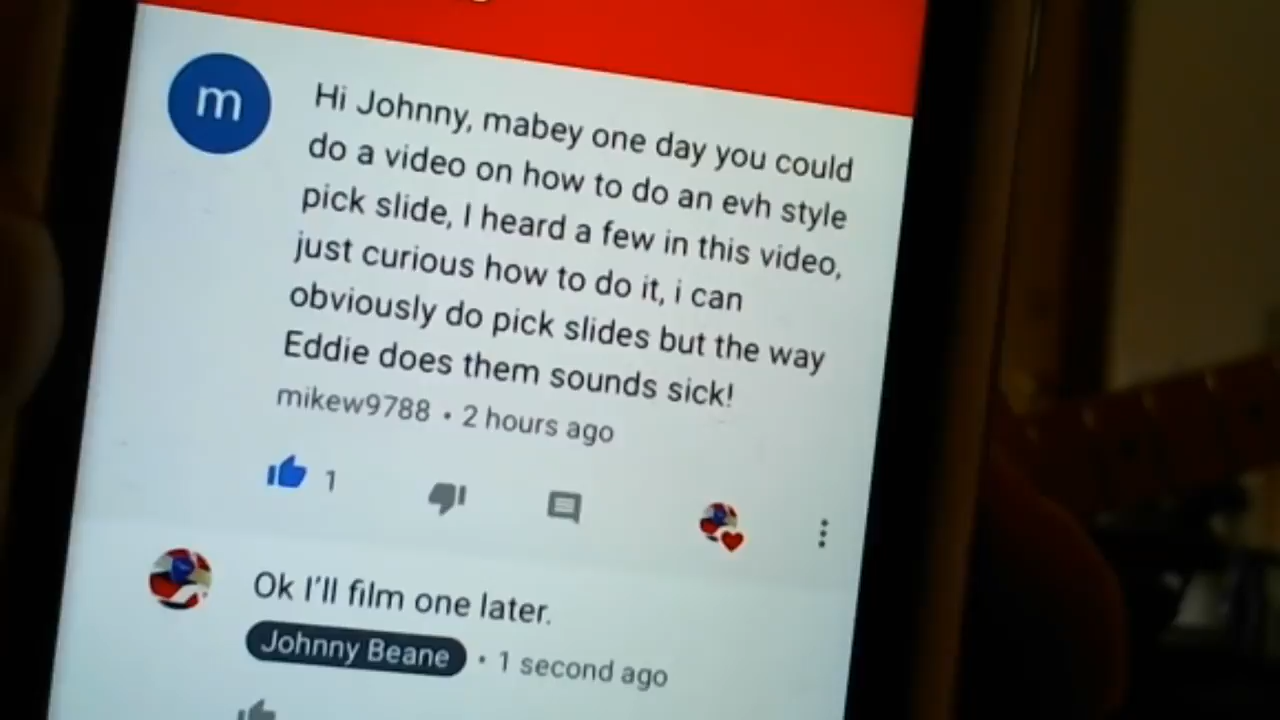 m
Hi Johnny, mabey one day you could
do a video on how to do an evh style
pick slide, I heard a few in this video,
just curious how to do it, i can
obviously do pick slides but the way
Eddie does them sounds sick!
mikew9788 • 2 hours ago
1
Ok I'll film one later.
Johnny Beane • 1 second ago